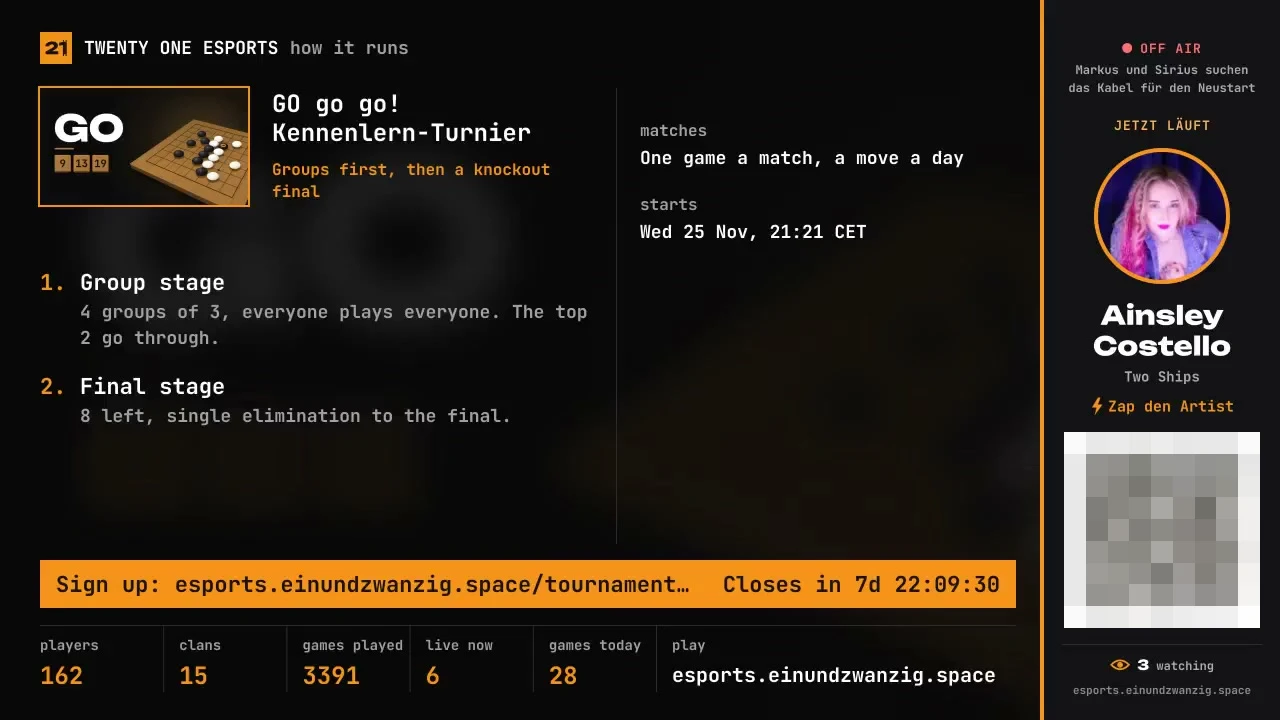 21 TWENTY ONE ESPORTS how it runs
GO
9 13 19
GO go go!
Kennenlern-Turnier
Groups first, then a knockout
final
1. Group stage
4 groups of 3, everyone plays everyone. The top
2 go through.
2. Final stage
8 left, single elimination to the final.
matches
One game a match, a move a day
starts
Wed 25 Nov, 21:21 CET
Sign up: esports.einundzwanzig.space/tournament… Closes in 7d 22:09:30
players
162
clans
15
games played
3391
live now
6
games today
28
play
esports.einundzwanzig.space
OFF AIR
Markus und Sirius suchen
das Kabel für den Neustart
JETZT LÄUFT
Ainsley
Costello
Two Ships
Zap den Artist
3 watching
esports.einundzwanzig.space